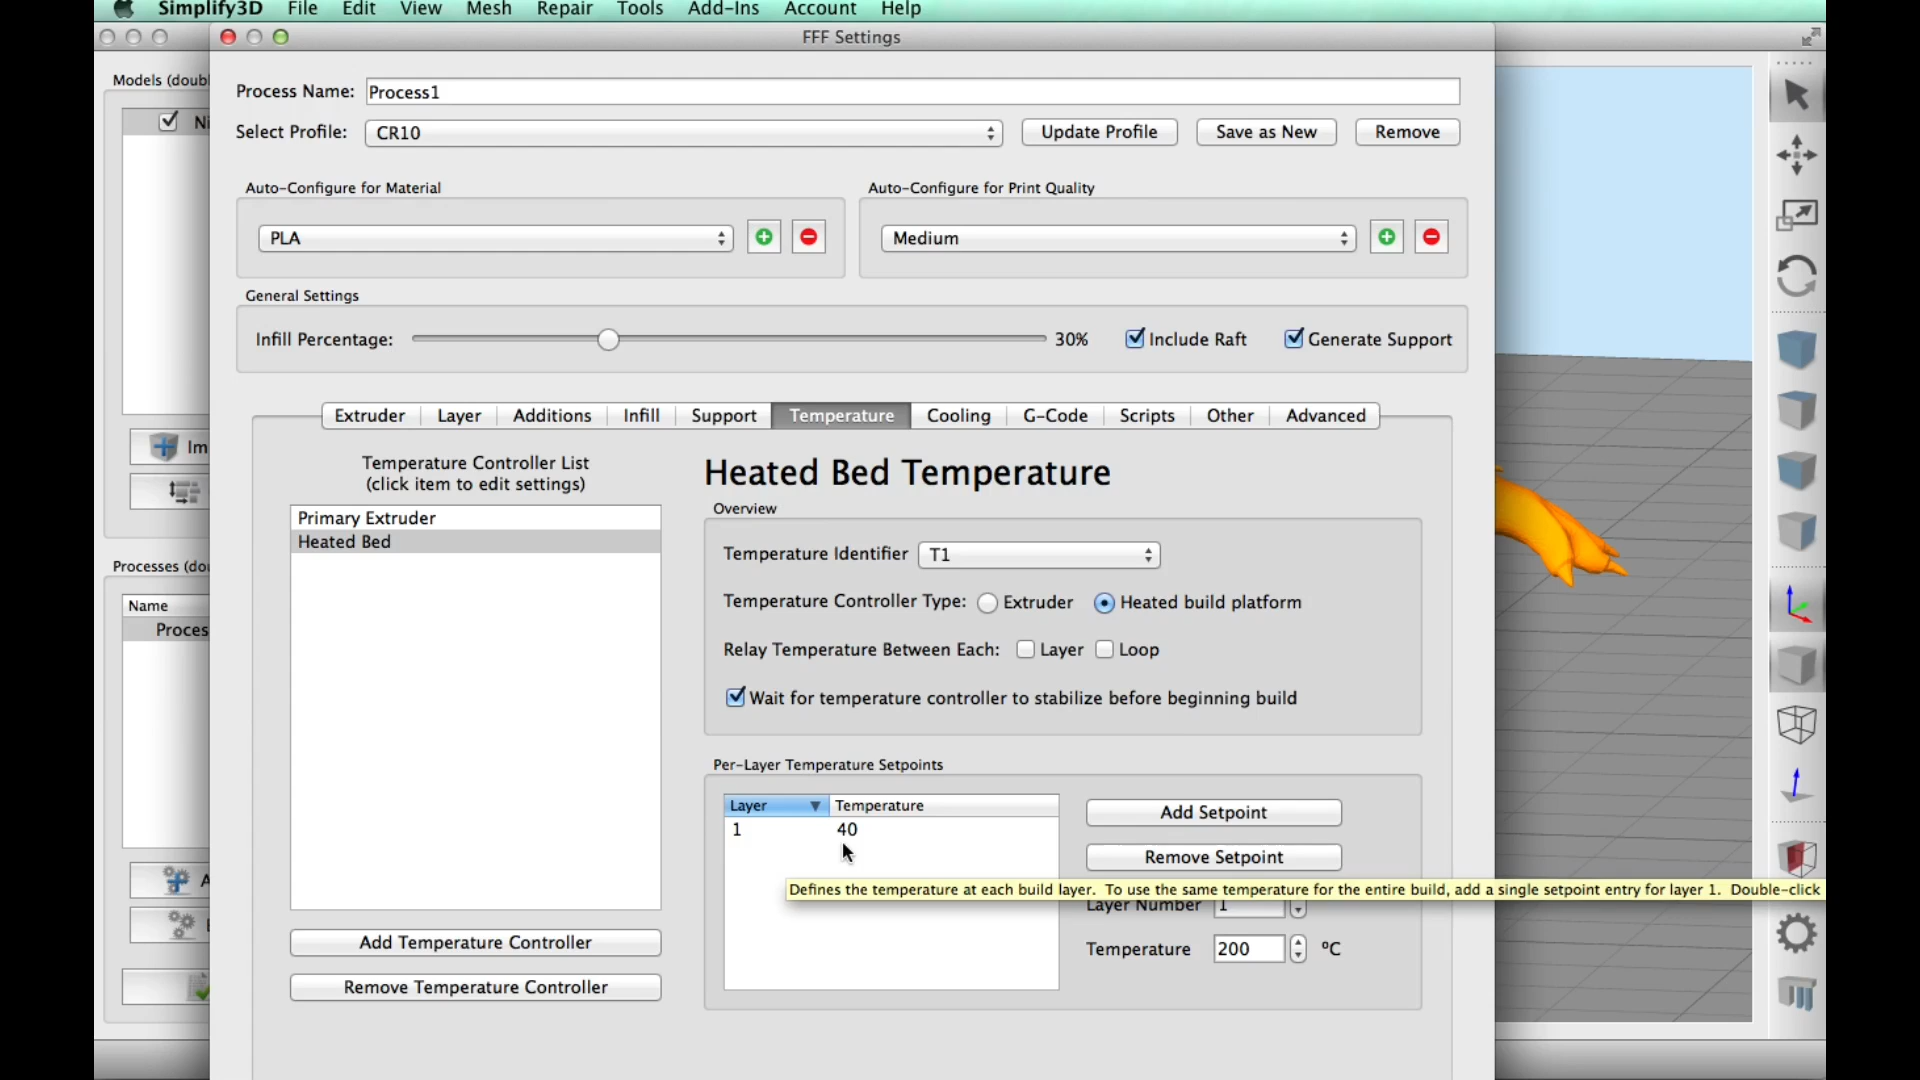 Simplify3D File Edit View Mesh Repair Tools Add-Ins Account Help
FFF Settings
Models (doubl
Process Name: Process1
Ni
Select Profile: CR10 Update Profile Save as New Remove
Auto-Configure for Material Auto-Configure for Print Quality
PLA Medium
General Settings
Infill Percentage: 30% Include Raft Generate Support
Extruder Layer Additions Infill Support Temperature Cooling G-Code Scripts Other Advanced
Im
Temperature Controller List
(click item to edit settings)
Heated Bed Temperature
Overview
Primary Extruder
Heated Bed
Temperature Identifier T1
Processes (dou
Temperature Controller Type: Extruder Heated build platform
Name
Proces
Relay Temperature Between Each: Layer Loop
Wait for temperature controller to stabilize before beginning build
Per-Layer Temperature Setpoints
Layer Temperature
1 40
Add Setpoint
Remove Setpoint
Defines the temperature at each build layer. To use the same temperature for the entire build, add a single setpoint entry for layer 1. Double-click
Layer Number 1
Temperature 200 °C
Add Temperature Controller
Remove Temperature Controller